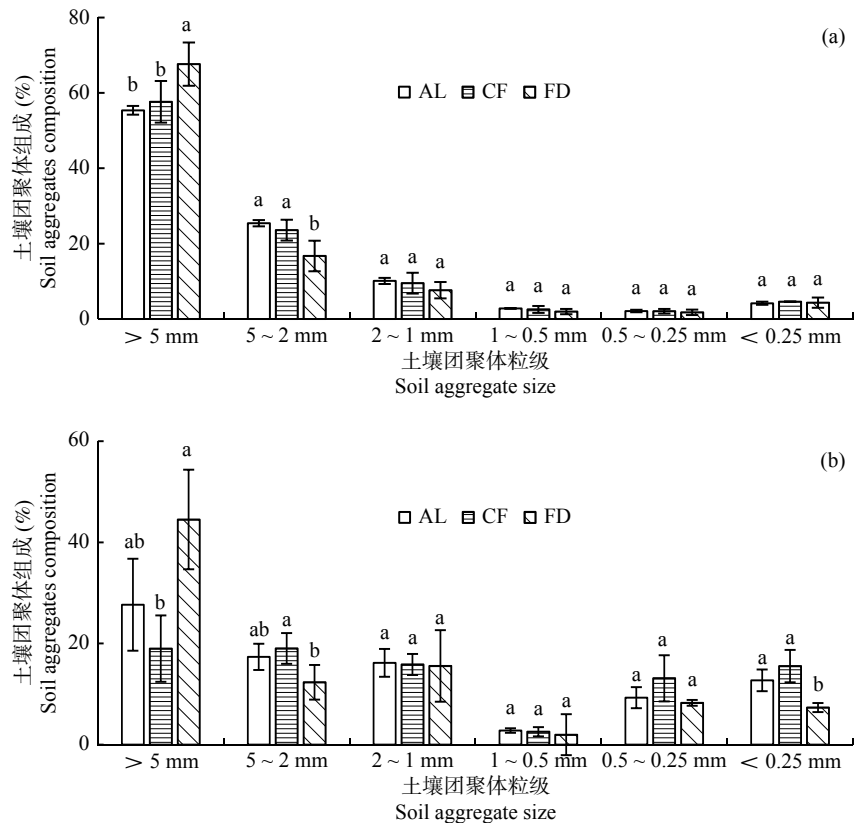 80
60
40
20
0
土壤团聚体组成 (%)
Soil aggregates composition
(a)
AL CF FD
b b a
a a b
a a a
a a a
a a a
a a a
> 5 mm 5 ~ 2 mm 2 ~ 1 mm 1 ~ 0.5 mm 0.5 ~ 0.25 mm < 0.25 mm
土壤团聚体粒级
Soil aggregate size
60
40
20
0
土壤团聚体组成 (%)
Soil aggregates composition
(b)
AL CF FD
ab b a
ab a b
a a a
a a a
a a a
a a b
> 5 mm 5 ~ 2 mm 2 ~ 1 mm 1 ~ 0.5 mm 0.5 ~ 0.25 mm < 0.25 mm
土壤团聚体粒级
Soil aggregate size